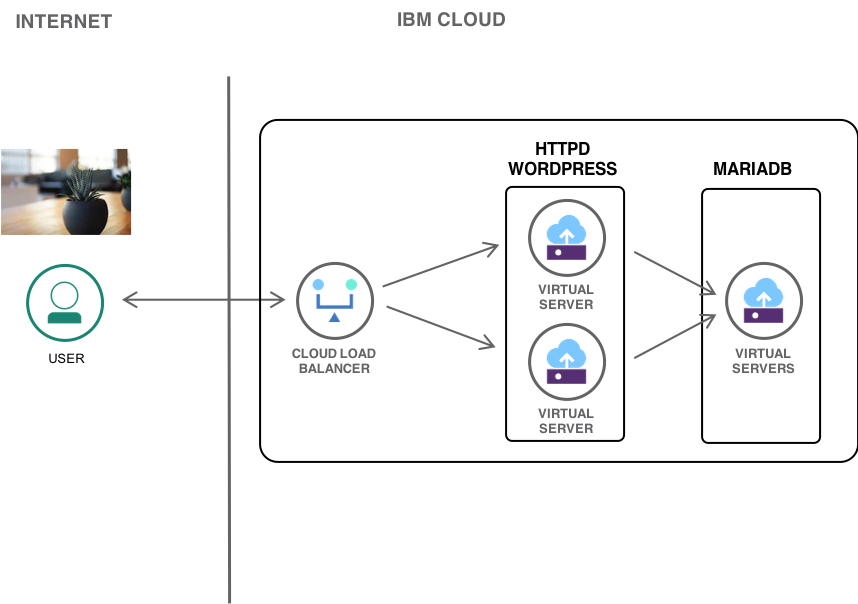 INTERNET
IBM CLOUD
HTTPD
WORDPRESS
MARIADB
VIRTUAL
SERVER
USER
CLOUD LOAD
BALANCER
VIRTUAL
SERVERS
VIRTUAL
SERVER